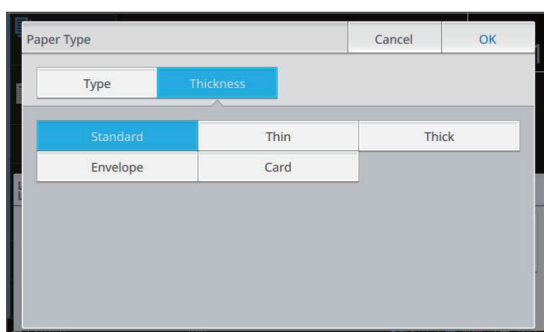 Paper Type Cancel OK
Type Thickness
Standard Thin Thick
Envelope Card